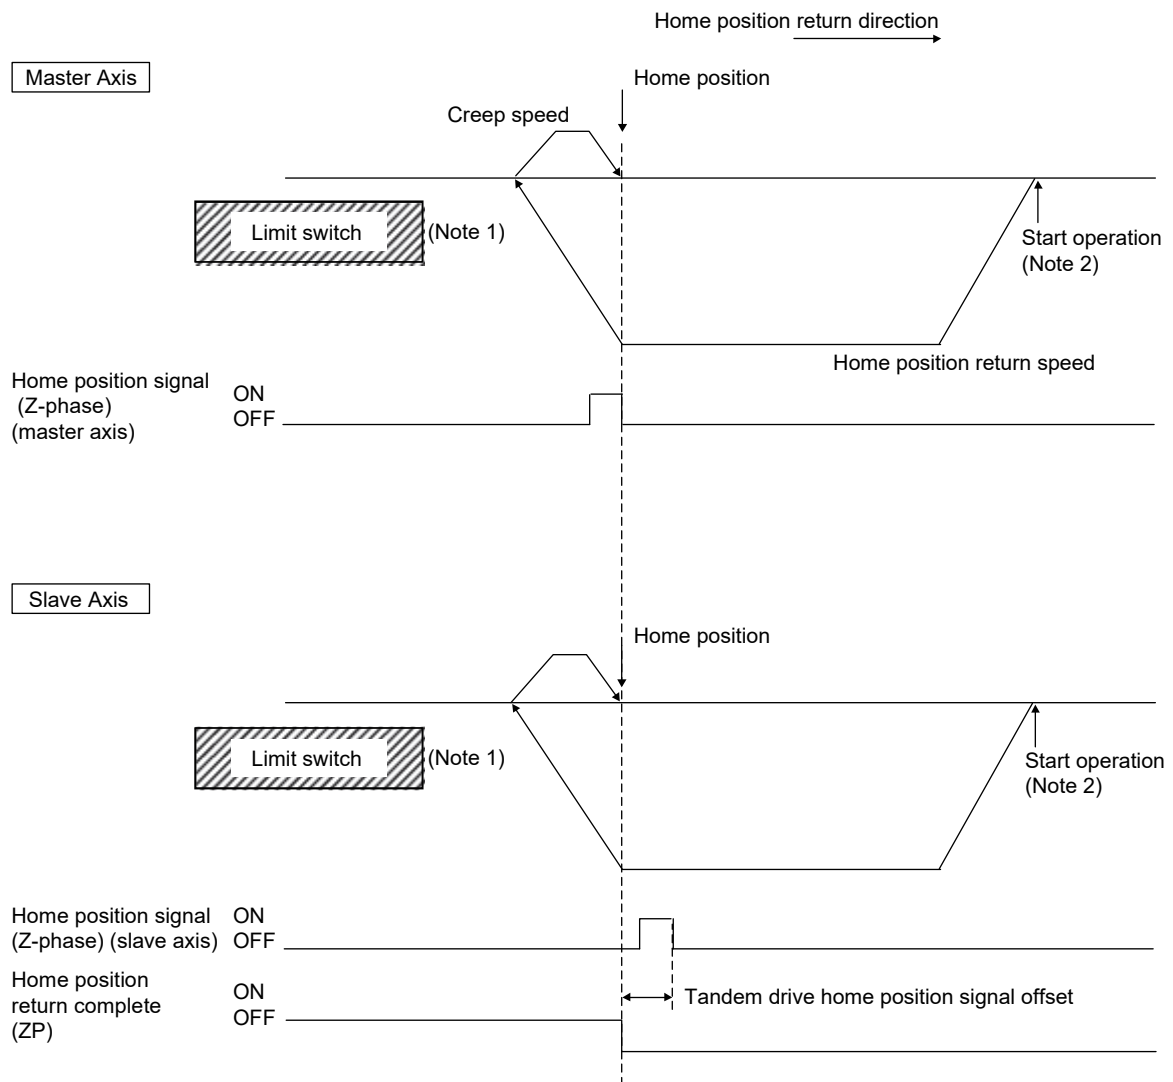 Home position return direction
Master Axis
Home position
Creep speed
Limit switch
(Note 1)
Start operation
(Note 2)
Home position return speed
Home position signal
(Z-phase)
(master axis)
ON
OFF
Slave Axis
Home position
Limit switch
(Note 1)
Start operation
(Note 2)
Home position signal
(Z-phase) (slave axis)
ON
OFF
Home position
return complete
(ZP)
ON
OFF
Tandem drive home position signal offset